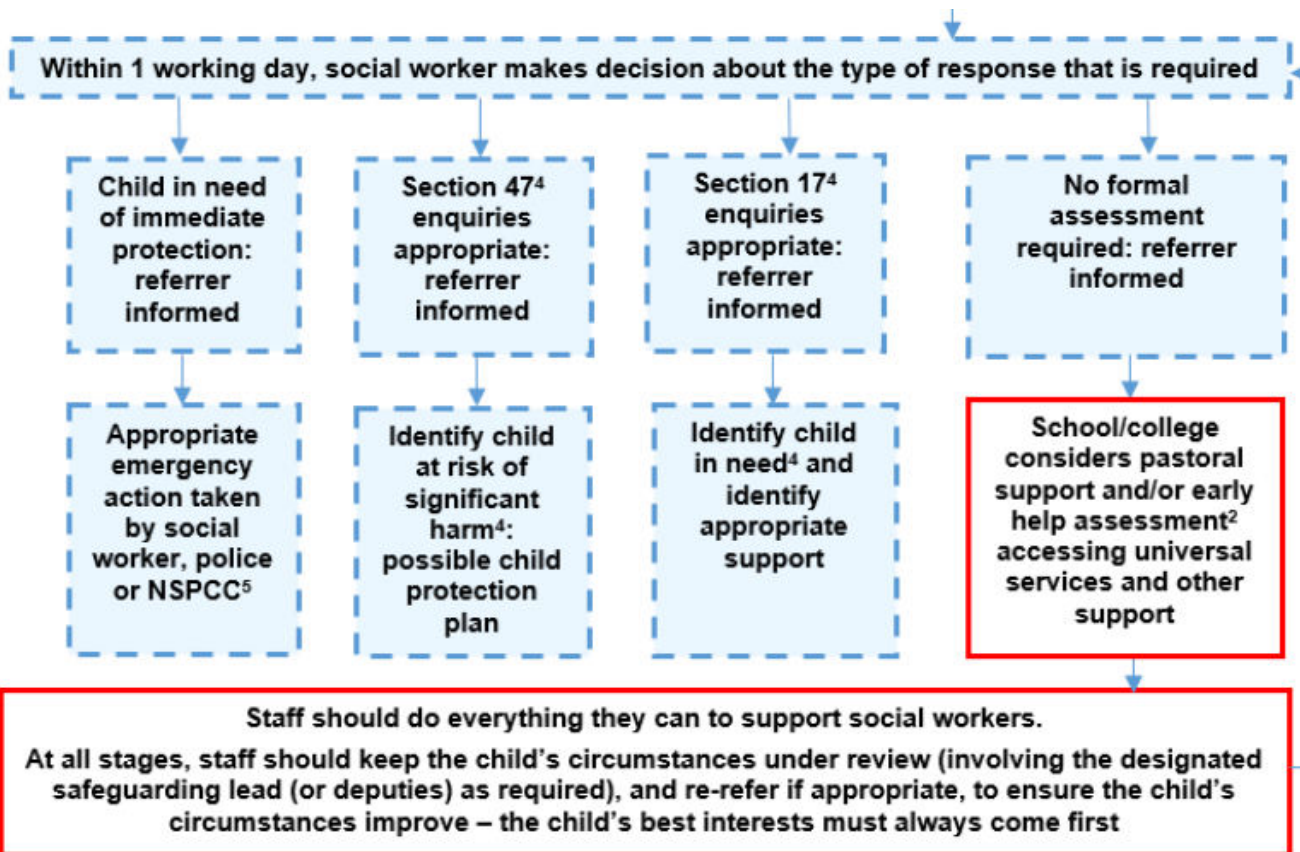 Within 1 working day, social worker makes decision about the type of response that is required
Child in need
of immediate
protection:
referrer
informed
Section 47⁴
enquiries
appropriate:
referrer
informed
Section 17⁴
enquiries
appropriate:
referrer
informed
No formal
assessment
required: referrer
informed
Appropriate
emergency
action taken
by social
worker, police
or NSPCC⁵
Identify child
at risk of
significant
harm⁴:
possible child
protection
plan
Identify child
in need⁴ and
identify
appropriate
support
School/college
considers pastoral
support and/or early
help assessment²
accessing universal
services and other
support
Staff should do everything they can to support social workers.
At all stages, staff should keep the child’s circumstances under review (involving the designated
safeguarding lead (or deputies) as required), and re-refer if appropriate, to ensure the child’s
circumstances improve – the child’s best interests must always come first